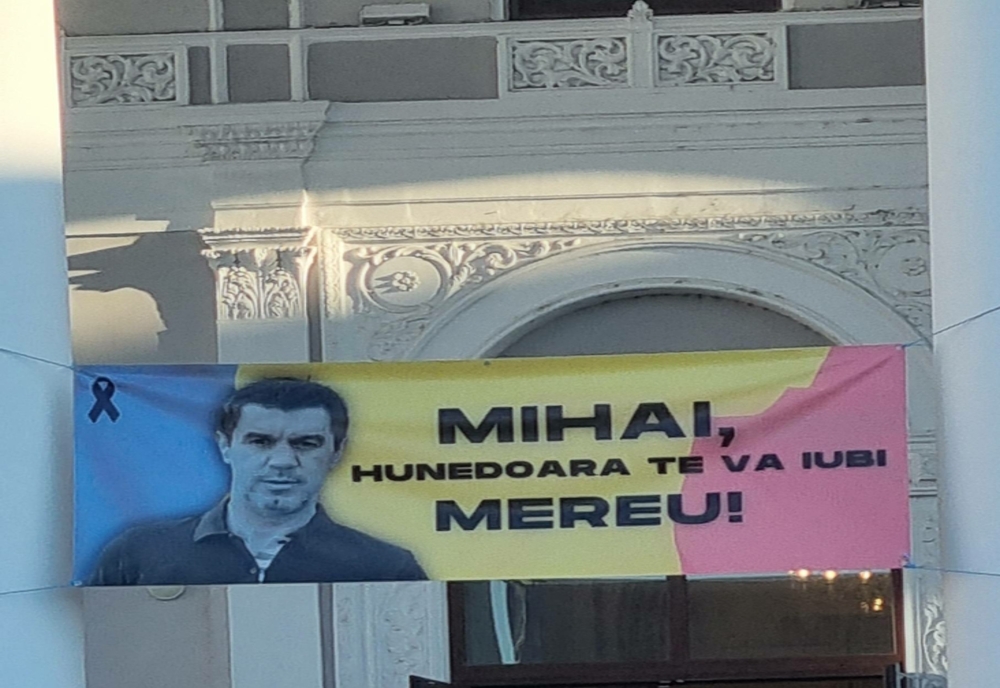 MIHAI,
HUNEDOARA TE VA IUBI
MEREU!